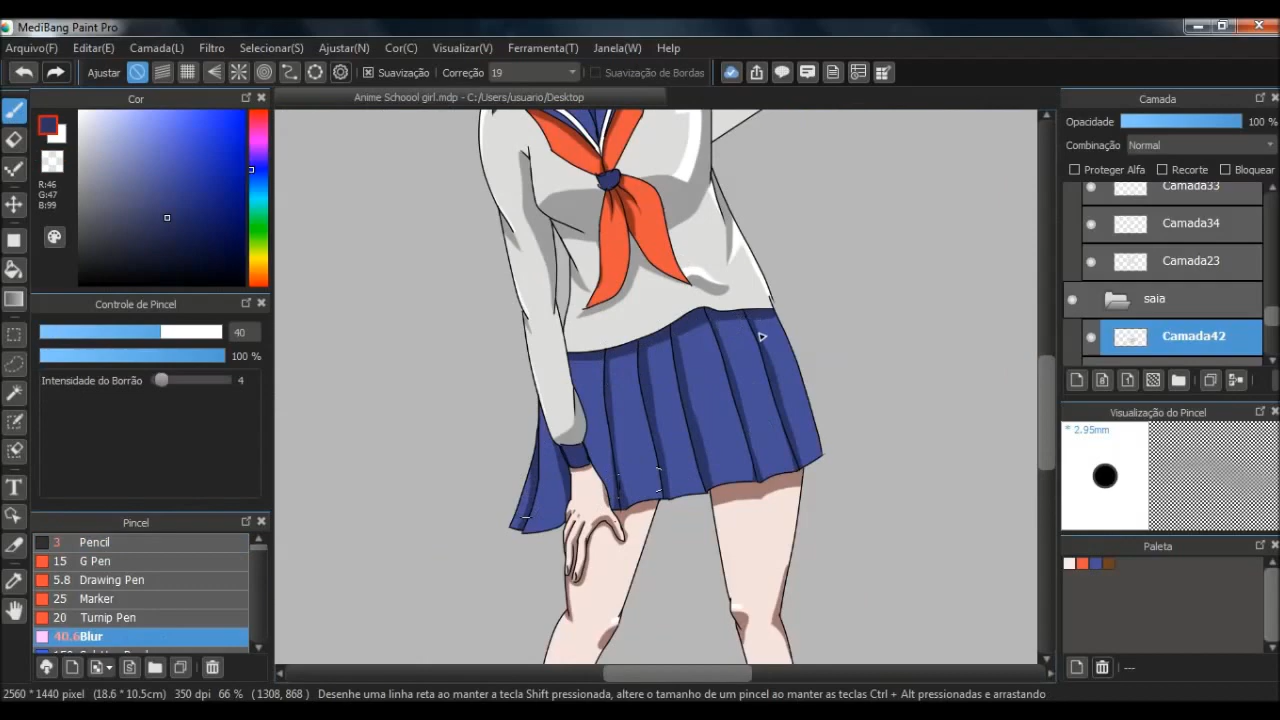 MediBang Paint Pro
Arquivo(F) Editar(E) Camada(L) Filtro Selecionar(S) Ajustar(N) Cor(C) Visualizar(V) Ferramenta(T) Janela(W) Help
Ajustar Suavização Correção 19 Suavização de Bordas
Cor
Anime Schoool girl.mdp - C:/Users/usuario/Desktop
Camada
Opacidade 100 %
Combinação Normal
Proteger Alfa Recorte Bloquear
R:46
G:47
B:99
Camada33
Camada34
Camada23
saia
Camada42
Controle de Pincel
40
100 %
Intensidade do Borrão 4
Visualização do Pincel
* 2.95mm
Pincel
3 Pencil
15 G Pen
5.8 Drawing Pen
25 Marker
20 Turnip Pen
40.6 Blur
Paleta
---
2560 * 1440 pixel (18.6 * 10.5cm) 350 dpi 66 % ( 1308, 868 ) Desenhe uma linha reta ao manter a tecla Shift pressionada, altere o tamanho de um pincel ao manter as teclas Ctrl + Alt pressionadas e arrastando